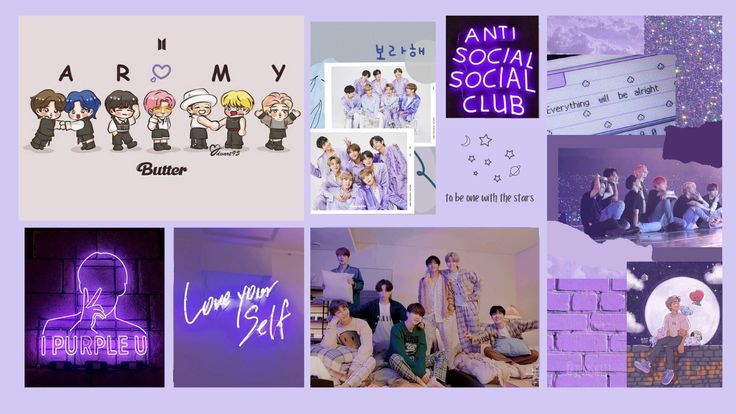 A R M Y
Butter
보라해
ANTI
SOCIAL
SOCIAL
CLUB
to be one with the stars
Everything will be alright
I PURPLE U
Love your
Self